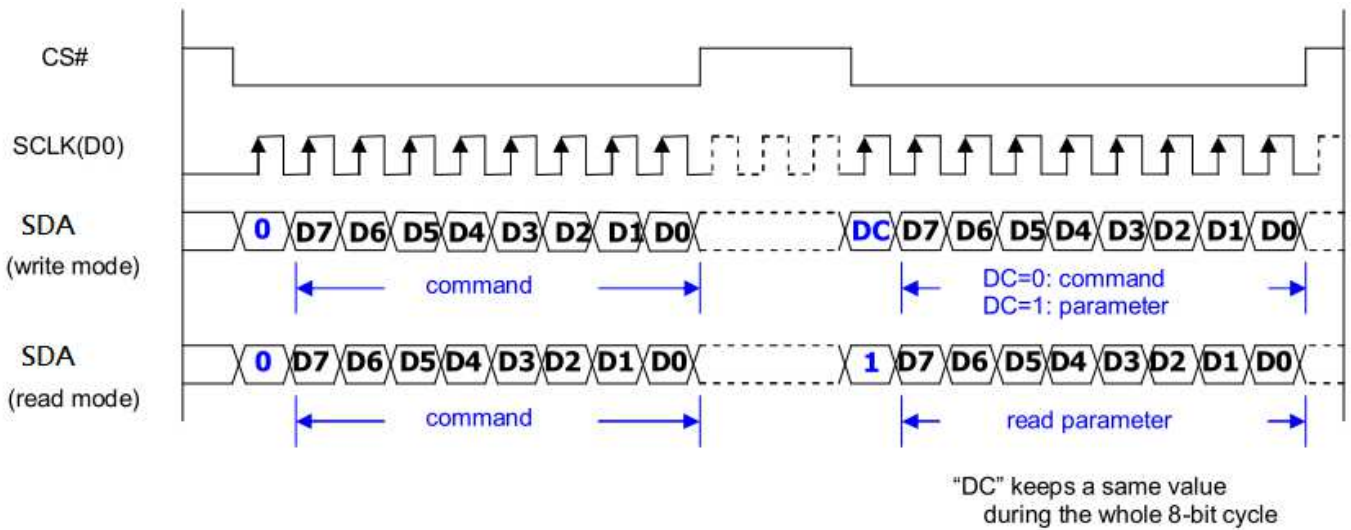 CS#
SCLK(D0)
SDA 0 D7 D6 D5 D4 D3 D2 D1 D0 DC D7 D6 D5 D4 D3 D2 D1 D0
(write mode) command DC=0: command
DC=1: parameter
SDA 0 D7 D6 D5 D4 D3 D2 D1 D0 1 D7 D6 D5 D4 D3 D2 D1 D0
(read mode) command read parameter
“DC” keeps a same value
during the whole 8-bit cycle